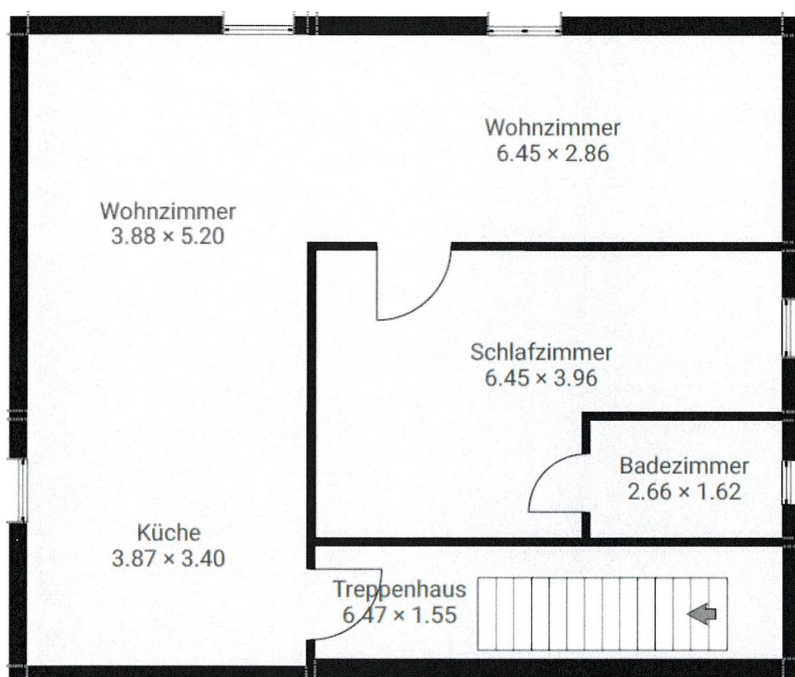 Wohnzimmer
6.45 × 2.86
Wohnzimmer
3.88 × 5.20
Schlafzimmer
6.45 × 3.96
Badezimmer
2.66 × 1.62
Küche
3.87 × 3.40
Treppenhaus
6.47 × 1.55